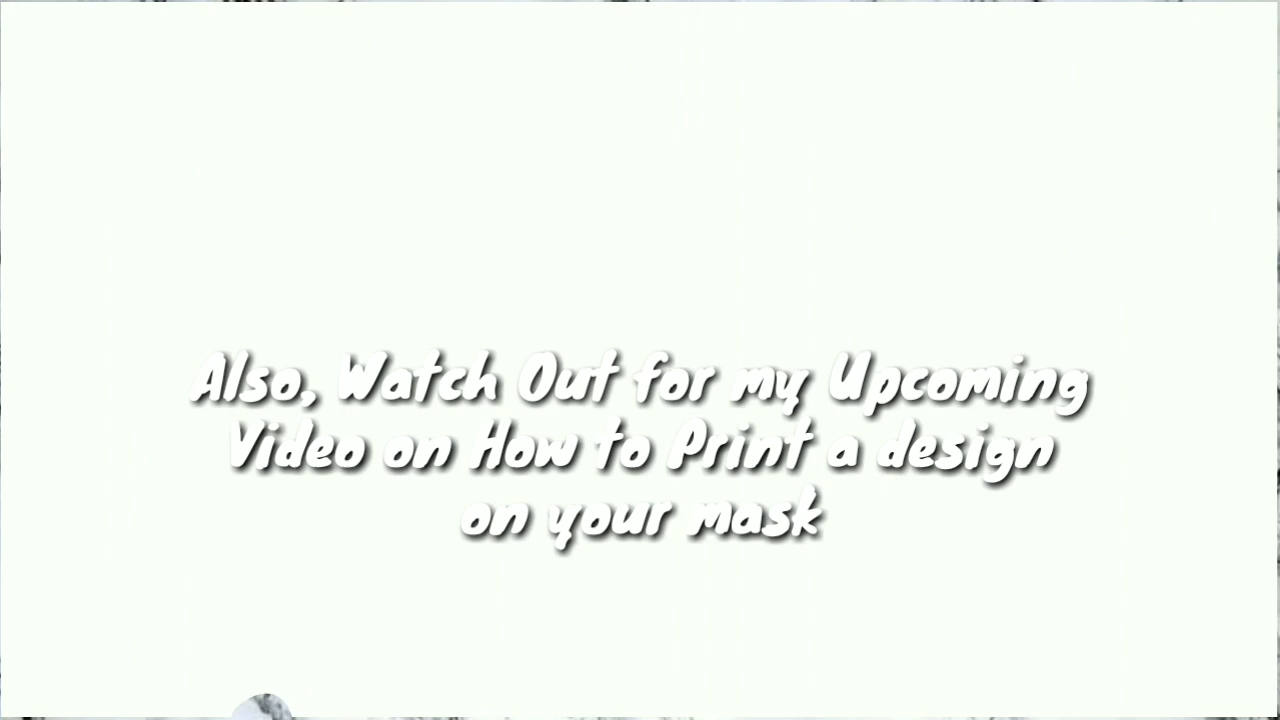 Also, Watch Out for my Upcoming
Video on How to Print a design
on your mask